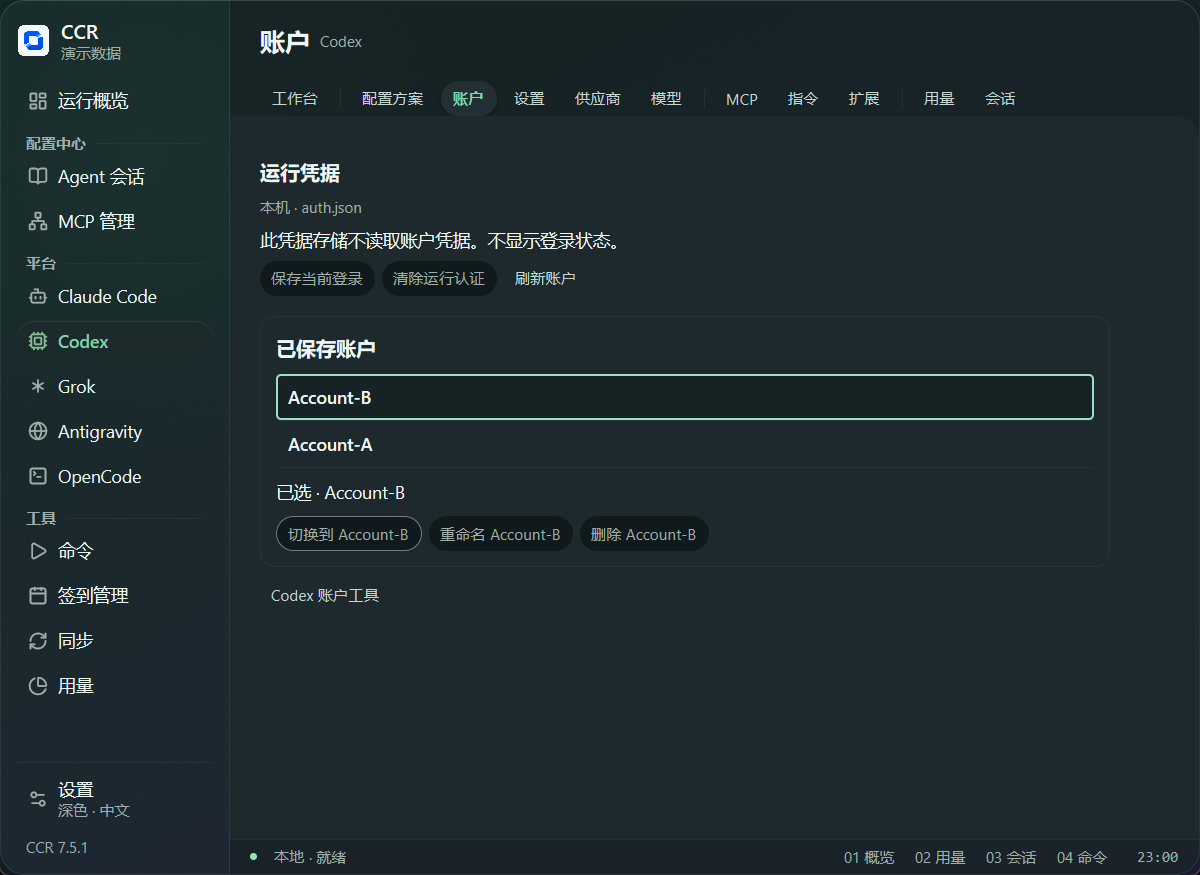 CCR
演示数据
运行概览
配置中心
Agent 会话
MCP 管理
平台
Claude Code
Codex
Grok
Antigravity
OpenCode
工具
命令
签到管理
同步
用量
设置
深色 · 中文
CCR 7.5.1
账户 Codex
工作台 配置方案 账户 设置 供应商 模型 MCP 指令 扩展 用量 会话
运行凭据
本机 · auth.json
此凭据存储不读取账户凭据。不显示登录状态。
保存当前登录 清除运行认证 刷新账户
已保存账户
Account-B
Account-A
已选 · Account-B
切换到 Account-B 重命名 Account-B 删除 Account-B
Codex 账户工具
本地 · 就绪 01 概览 02 用量 03 会话 04 命令 23:00